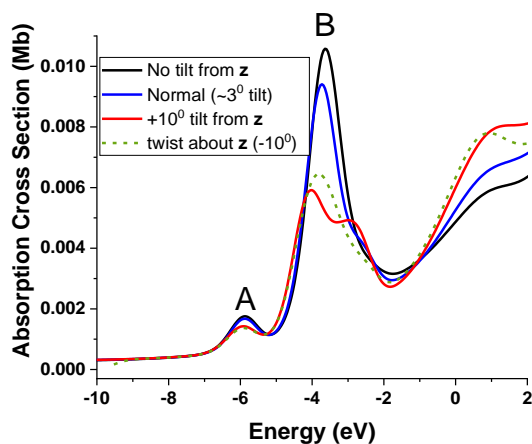 B
No tilt from z
Normal (~3⁰ tilt)
+10⁰ tilt from z
twist about z (-10⁰)
A
Absorption Cross Section (Mb)
0.010
0.008
0.006
0.004
0.002
0.000
-10 -8 -6 -4 -2 0 2
Energy (eV)